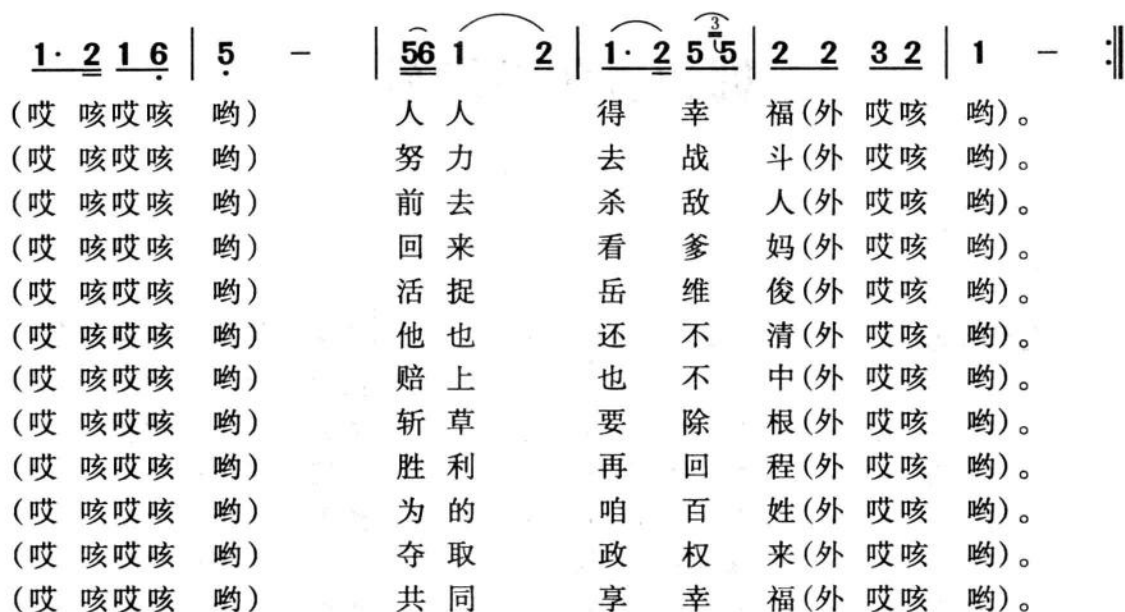 1· 2 1 6 | 5 － | 56 1 2 | 1· 2 5 3 5 | 2 2 3 2 | 1 － :‖
(哎 咳哎咳 哟) 人人 得 幸 福(外 哎咳 哟)。
(哎 咳哎咳 哟) 努力 去 战 斗(外 哎咳 哟)。
(哎 咳哎咳 哟) 前去 杀 敌 人(外 哎咳 哟)。
(哎 咳哎咳 哟) 回来 看 爹 妈(外 哎咳 哟)。
(哎 咳哎咳 哟) 活捉 岳 维 俊(外 哎咳 哟)。
(哎 咳哎咳 哟) 他也 还 不 清(外 哎咳 哟)。
(哎 咳哎咳 哟) 赔上 也 不 中(外 哎咳 哟)。
(哎 咳哎咳 哟) 斩草 要 除 根(外 哎咳 哟)。
(哎 咳哎咳 哟) 胜利 再 回 程(外 哎咳 哟)。
(哎 咳哎咳 哟) 为的 咱 百 姓(外 哎咳 哟)。
(哎 咳哎咳 哟) 夺取 政 权 来(外 哎咳 哟)。
(哎 咳哎咳 哟) 共同 享 幸 福(外 哎咳 哟)。